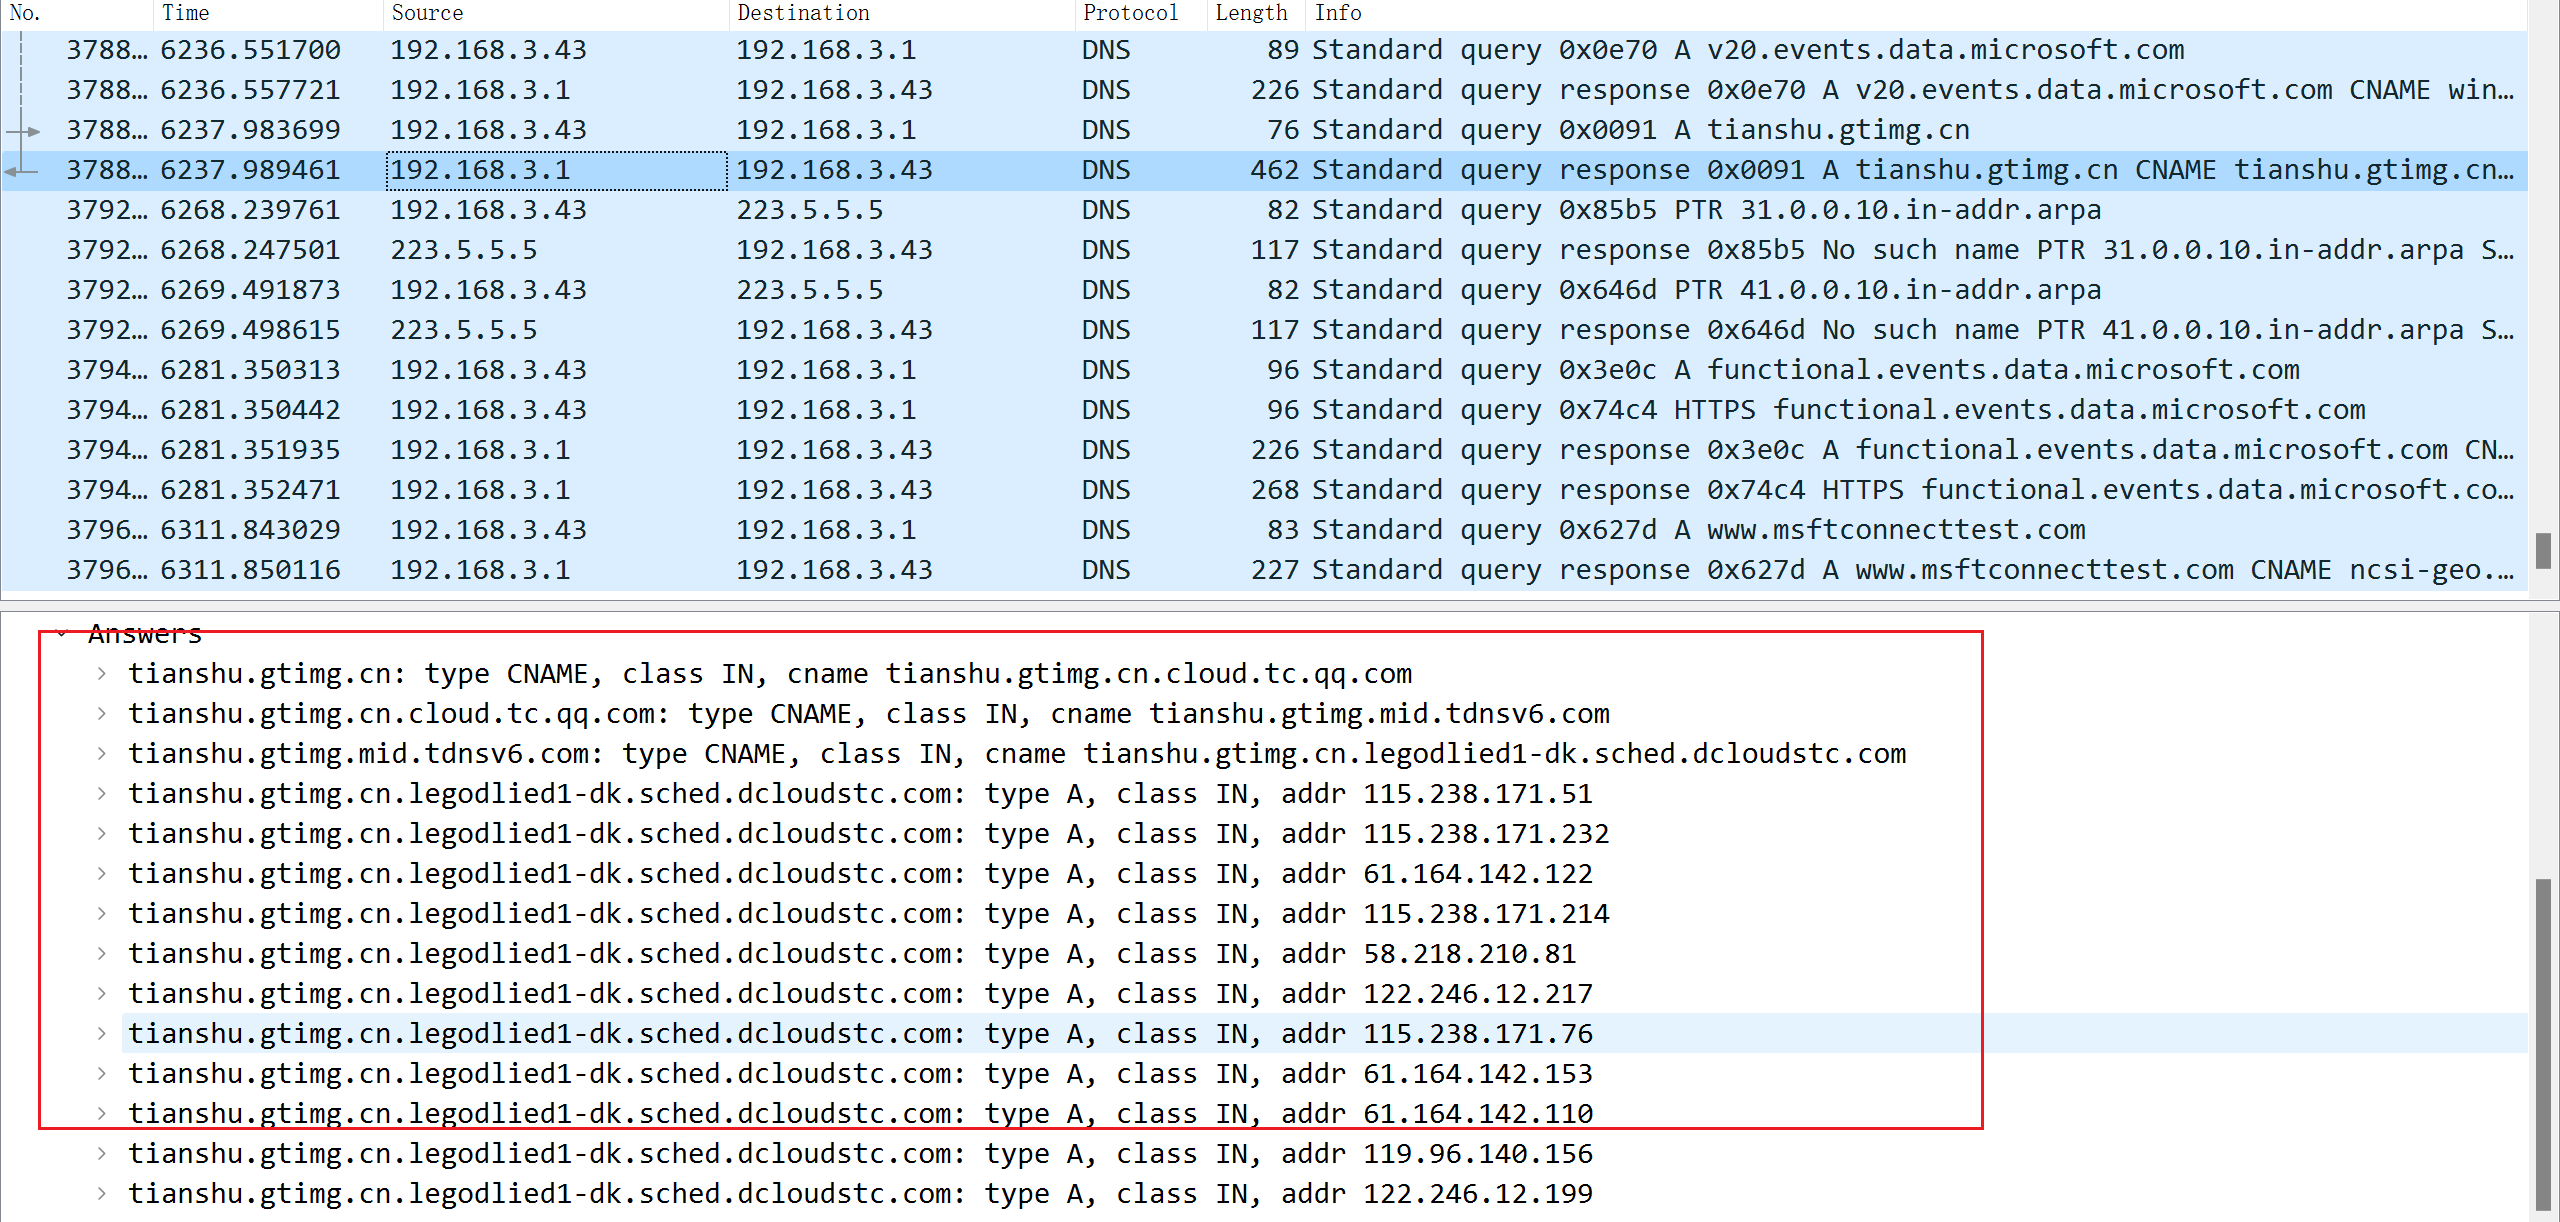 No. Time Source Destination Protocol Length Info
3788… 6236.551700 192.168.3.43 192.168.3.1 DNS 89 Standard query 0x0e70 A v20.events.data.microsoft.com
3788… 6236.557721 192.168.3.1 192.168.3.43 DNS 226 Standard query response 0x0e70 A v20.events.data.microsoft.com CNAME win…
3788… 6237.983699 192.168.3.43 192.168.3.1 DNS 76 Standard query 0x0091 A tianshu.gtimg.cn
3788… 6237.989461 192.168.3.1 192.168.3.43 DNS 462 Standard query response 0x0091 A tianshu.gtimg.cn CNAME tianshu.gtimg.cn…
3792… 6268.239761 192.168.3.43 223.5.5.5 DNS 82 Standard query 0x85b5 PTR 31.0.0.10.in-addr.arpa
3792… 6268.247501 223.5.5.5 192.168.3.43 DNS 117 Standard query response 0x85b5 No such name PTR 31.0.0.10.in-addr.arpa S…
3792… 6269.491873 192.168.3.43 223.5.5.5 DNS 82 Standard query 0x646d PTR 41.0.0.10.in-addr.arpa
3792… 6269.498615 223.5.5.5 192.168.3.43 DNS 117 Standard query response 0x646d No such name PTR 41.0.0.10.in-addr.arpa S…
3794… 6281.350313 192.168.3.43 192.168.3.1 DNS 96 Standard query 0x3e0c A functional.events.data.microsoft.com
3794… 6281.350442 192.168.3.43 192.168.3.1 DNS 96 Standard query 0x74c4 HTTPS functional.events.data.microsoft.com
3794… 6281.351935 192.168.3.1 192.168.3.43 DNS 226 Standard query response 0x3e0c A functional.events.data.microsoft.com CN…
3794… 6281.352471 192.168.3.1 192.168.3.43 DNS 268 Standard query response 0x74c4 HTTPS functional.events.data.microsoft.co…
3796… 6311.843029 192.168.3.43 192.168.3.1 DNS 83 Standard query 0x627d A www.msftconnecttest.com
3796… 6311.850116 192.168.3.1 192.168.3.43 DNS 227 Standard query response 0x627d A www.msftconnecttest.com CNAME ncsi-geo.…
Answers
tianshu.gtimg.cn: type CNAME, class IN, cname tianshu.gtimg.cn.cloud.tc.qq.com
tianshu.gtimg.cn.cloud.tc.qq.com: type CNAME, class IN, cname tianshu.gtimg.mid.tdnsv6.com
tianshu.gtimg.mid.tdnsv6.com: type CNAME, class IN, cname tianshu.gtimg.cn.legodlied1-dk.sched.dcloudstc.com
tianshu.gtimg.cn.legodlied1-dk.sched.dcloudstc.com: type A, class IN, addr 115.238.171.51
tianshu.gtimg.cn.legodlied1-dk.sched.dcloudstc.com: type A, class IN, addr 115.238.171.232
tianshu.gtimg.cn.legodlied1-dk.sched.dcloudstc.com: type A, class IN, addr 61.164.142.122
tianshu.gtimg.cn.legodlied1-dk.sched.dcloudstc.com: type A, class IN, addr 115.238.171.214
tianshu.gtimg.cn.legodlied1-dk.sched.dcloudstc.com: type A, class IN, addr 58.218.210.81
tianshu.gtimg.cn.legodlied1-dk.sched.dcloudstc.com: type A, class IN, addr 122.246.12.217
tianshu.gtimg.cn.legodlied1-dk.sched.dcloudstc.com: type A, class IN, addr 115.238.171.76
tianshu.gtimg.cn.legodlied1-dk.sched.dcloudstc.com: type A, class IN, addr 61.164.142.153
tianshu.gtimg.cn.legodlied1-dk.sched.dcloudstc.com: type A, class IN, addr 61.164.142.110
tianshu.gtimg.cn.legodlied1-dk.sched.dcloudstc.com: type A, class IN, addr 119.96.140.156
tianshu.gtimg.cn.legodlied1-dk.sched.dcloudstc.com: type A, class IN, addr 122.246.12.199